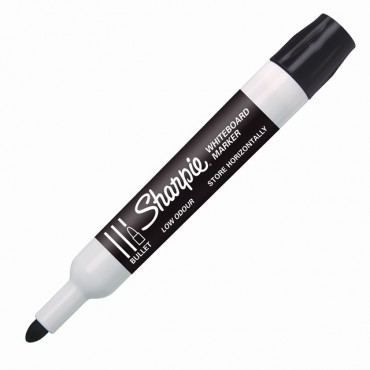 BULLET
Sharpie
LOW ODOUR
WHITEBOARD
MARKER
STORE HORIZONTALLY